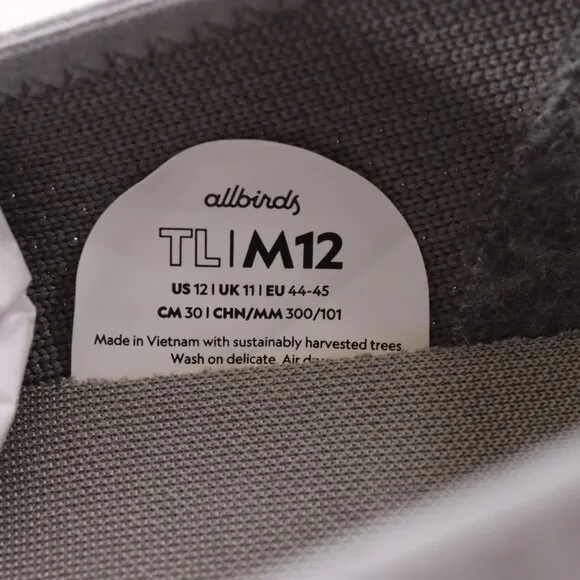 allbirds
TL | M12
US 12 | UK 11 | EU 44-45
CM 30 | CHN/MM 300/101
Made in Vietnam with sustainably harvested trees
Wash on delicate. Air